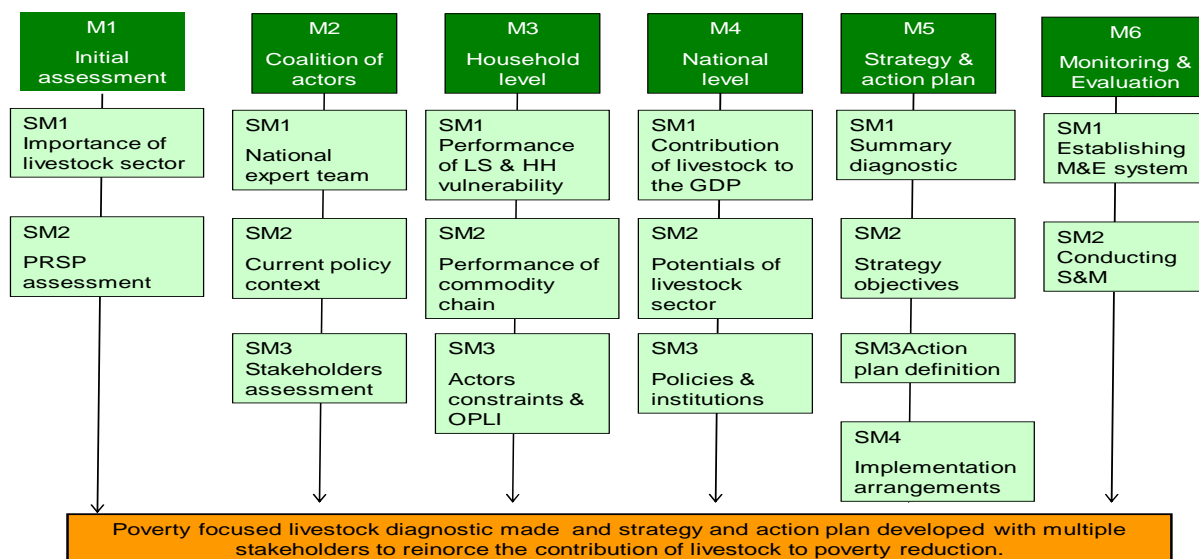 M1
Initial
assessment
SM1
Importance of
livestock sector
SM2
PRSP
assessment
M2
Coalition of
actors
SM1
National
expert team
SM2
Current policy
context
SM3
Stakeholders
assessment
M3
Household
level
SM1
Performance
of LS & HH
vulnerability
SM2
Performance of
commodity
chain
SM3
Actors
constraints &
OPLI
M4
National
level
SM1
Contribution
of livestock to
the GDP
SM2
Potentials of
livestock
sector
SM3
Policies &
institutions
M5
Strategy &
action plan
SM1
Summary
diagnostic
SM2
Strategy
objectives
SM3Action
plan definition
SM4
Implementation
arrangements
M6
Monitoring &
Evaluation
SM1
Establishing
M&E system
SM2
Conducting
S&M
Poverty focused livestock diagnostic made and strategy and action plan developed with multiple
stakeholders to reinorce the contribution of livestock to poverty reduction.